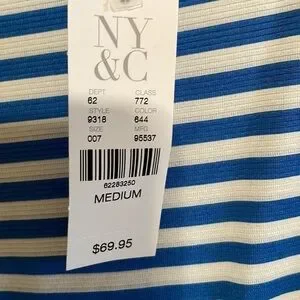 NY
&C
DEPT CLASS
62 772
STYLE COLOR
9318 644
SIZE MFG
007 95537
62283250
MEDIUM
$69.95